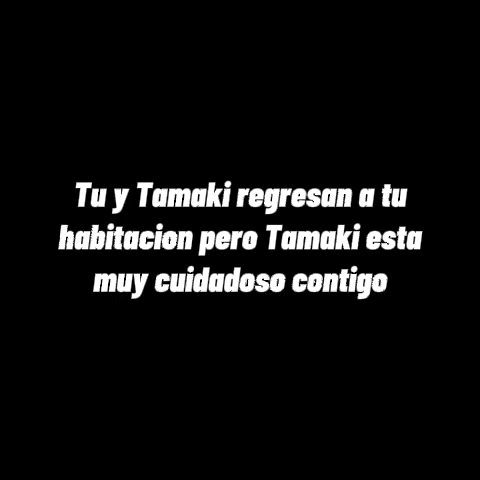 Tu y Tamaki regresan a tu
habitacion pero Tamaki esta
muy cuidadoso contigo